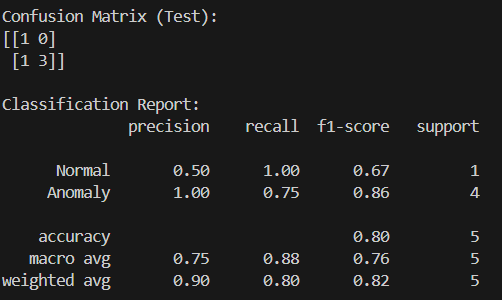 Confusion Matrix (Test):
[[1 0]
 [1 3]]

Classification Report:
              precision    recall  f1-score   support

      Normal       0.50      1.00      0.67         1
     Anomaly       1.00      0.75      0.86         4

    accuracy                           0.80         5
   macro avg       0.75      0.88      0.76         5
weighted avg       0.90      0.80      0.82         5